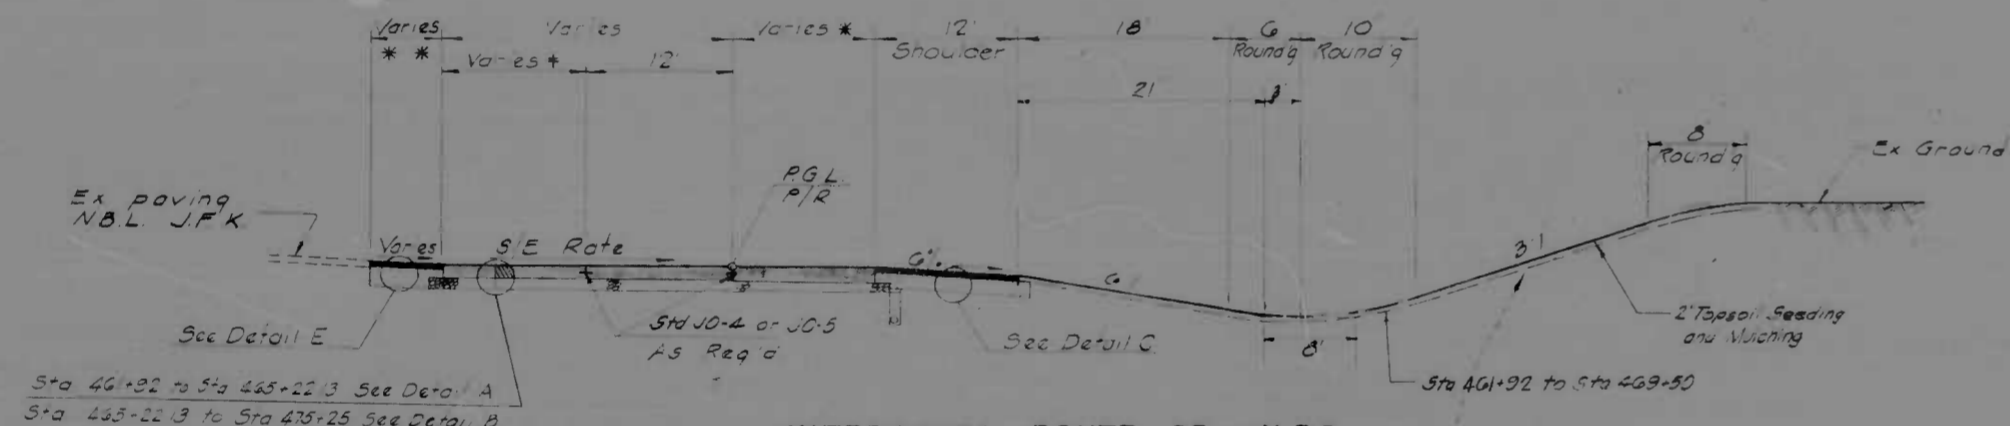 Varies
* *
Varies
Varies *
12'
Shoulder
18
6
Round'g
10
Round'g
Varies *
12'
21
3'
8
Round'g
Ex Ground
P.G.L.
P/R
Ex paving
N.B.L. J.F.K
Varies
S/E Rate
6%
6
3:1
See Detail E
Std JO-4 or JO-5
As Req'd
See Detail C
8'
2" Topsoil Seeding
and Mulching
Sta 461+92 to Sta 469+50
Sta 461+92 to Sta 465+22.13 See Detail A
Sta 465+22.13 to Sta 475+25 See Detail B